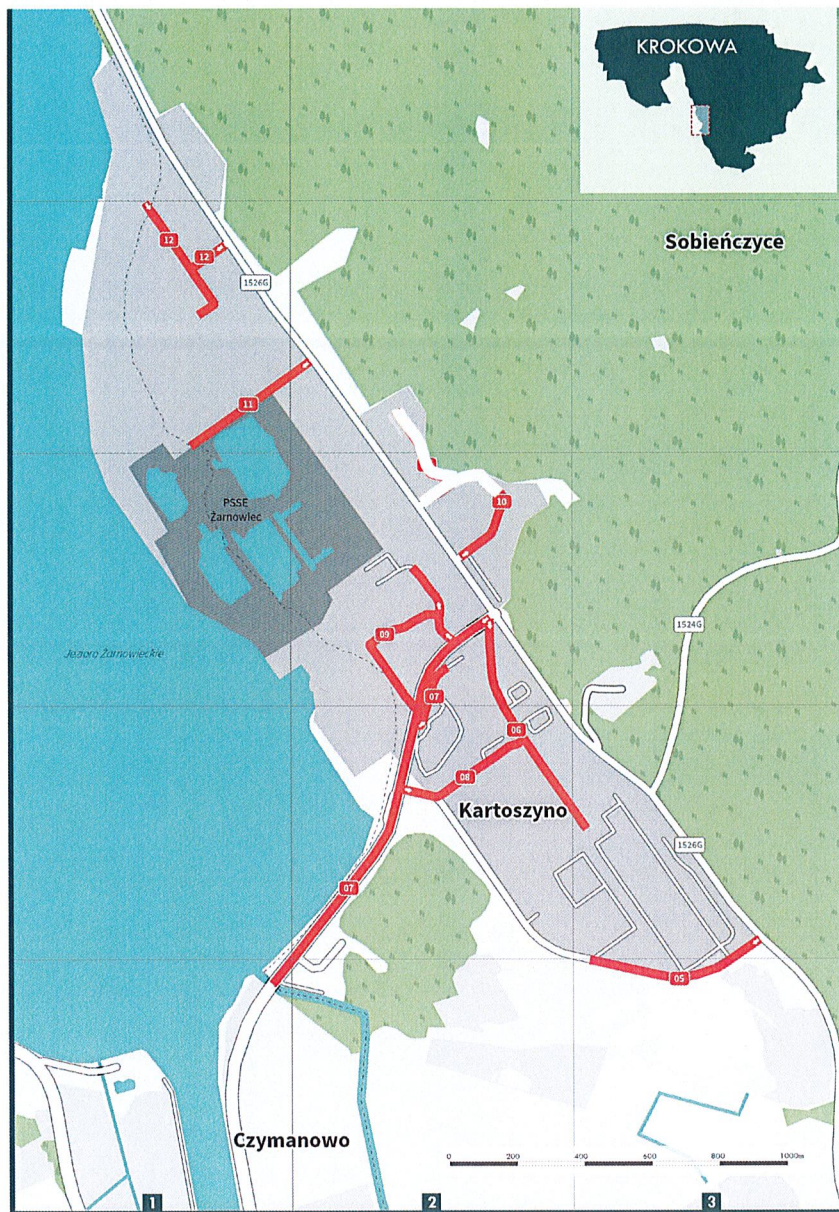 KROKOWA
Sobieńczyce
12
12
1526G
11
10
PSSE
Żarnowiec
09
1524G
Jezioro Żarnowieckie
07
06
08
Kartoszyno
1526G
07
05
Czymanowo
0 200 400 600 800 1000m
1 2 3